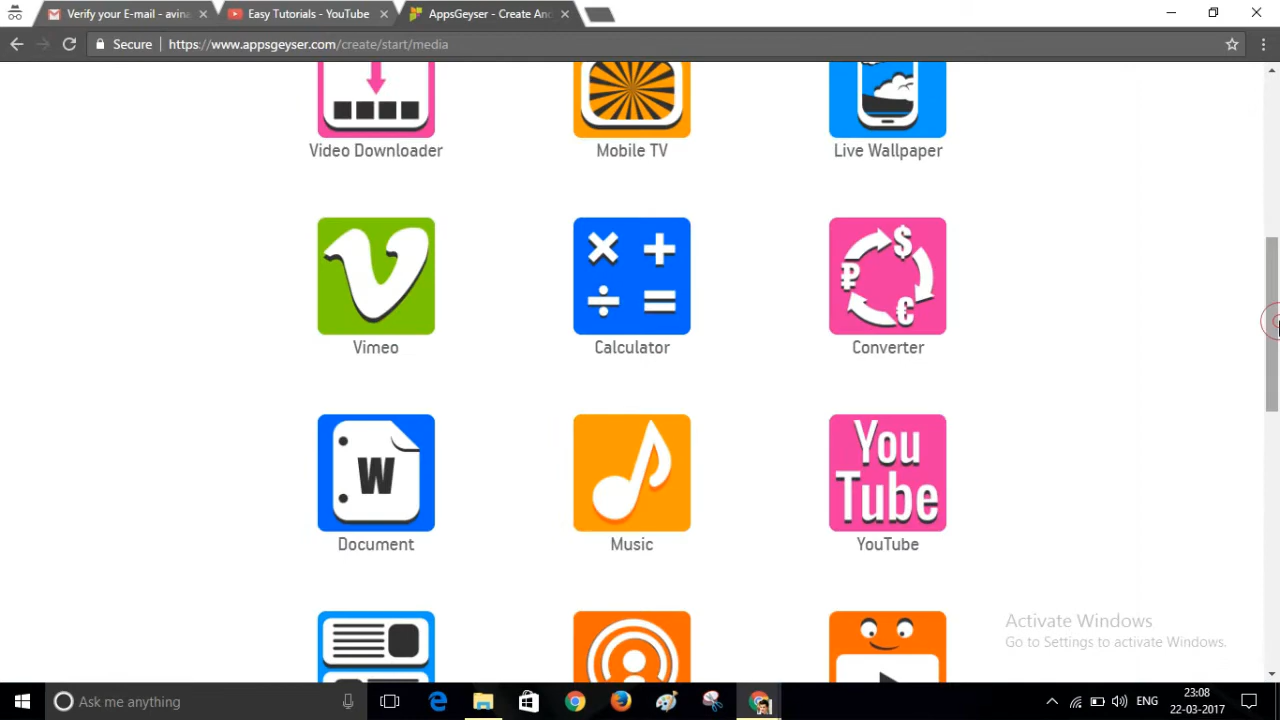 Verify your E-mail - avina
Easy Tutorials - YouTube
AppsGeyser - Create And
Secure
https://www.appsgeyser.com/create/start/media
Video Downloader
Mobile TV
Live Wallpaper
$
₽
€
Vimeo
Calculator
Converter
W
You
Tube
Document
Music
YouTube
Activate Windows
Go to Settings to activate Windows.
Ask me anything
ENG
23:08
22-03-2017